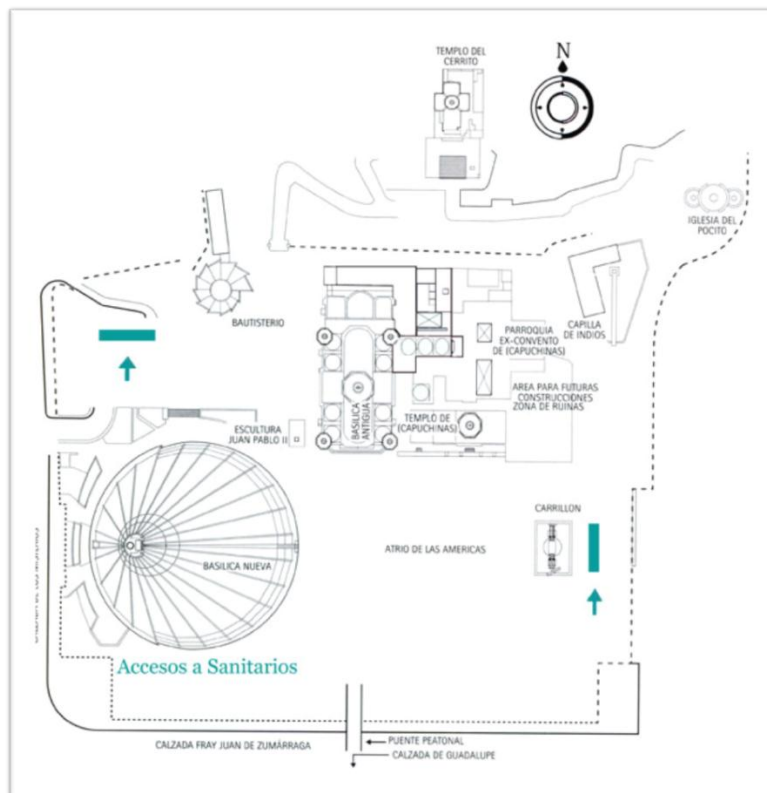 TEMPLO DEL
CERRITO
N
IGLESIA DEL
POCITO
BAUTISTERIO
PARROQUIA
EX-CONVENTO
DE (CAPUCHINAS)
CAPILLA
DE INDIOS
AREA PARA FUTURAS
CONSTRUCCIONES
ZONA DE RUINAS
ESCULTURA
JUAN PABLO II
BASILICA
ANTIGUA
TEMPLO DE
(CAPUCHINAS)
CARRILLON
ATRIO DE LAS AMERICAS
BASILICA NUEVA
Accesos a Sanitarios
CALZADA FRAY JUAN DE ZUMÁRRAGA
PUENTE PEATONAL
CALZADA DE GUADALUPE